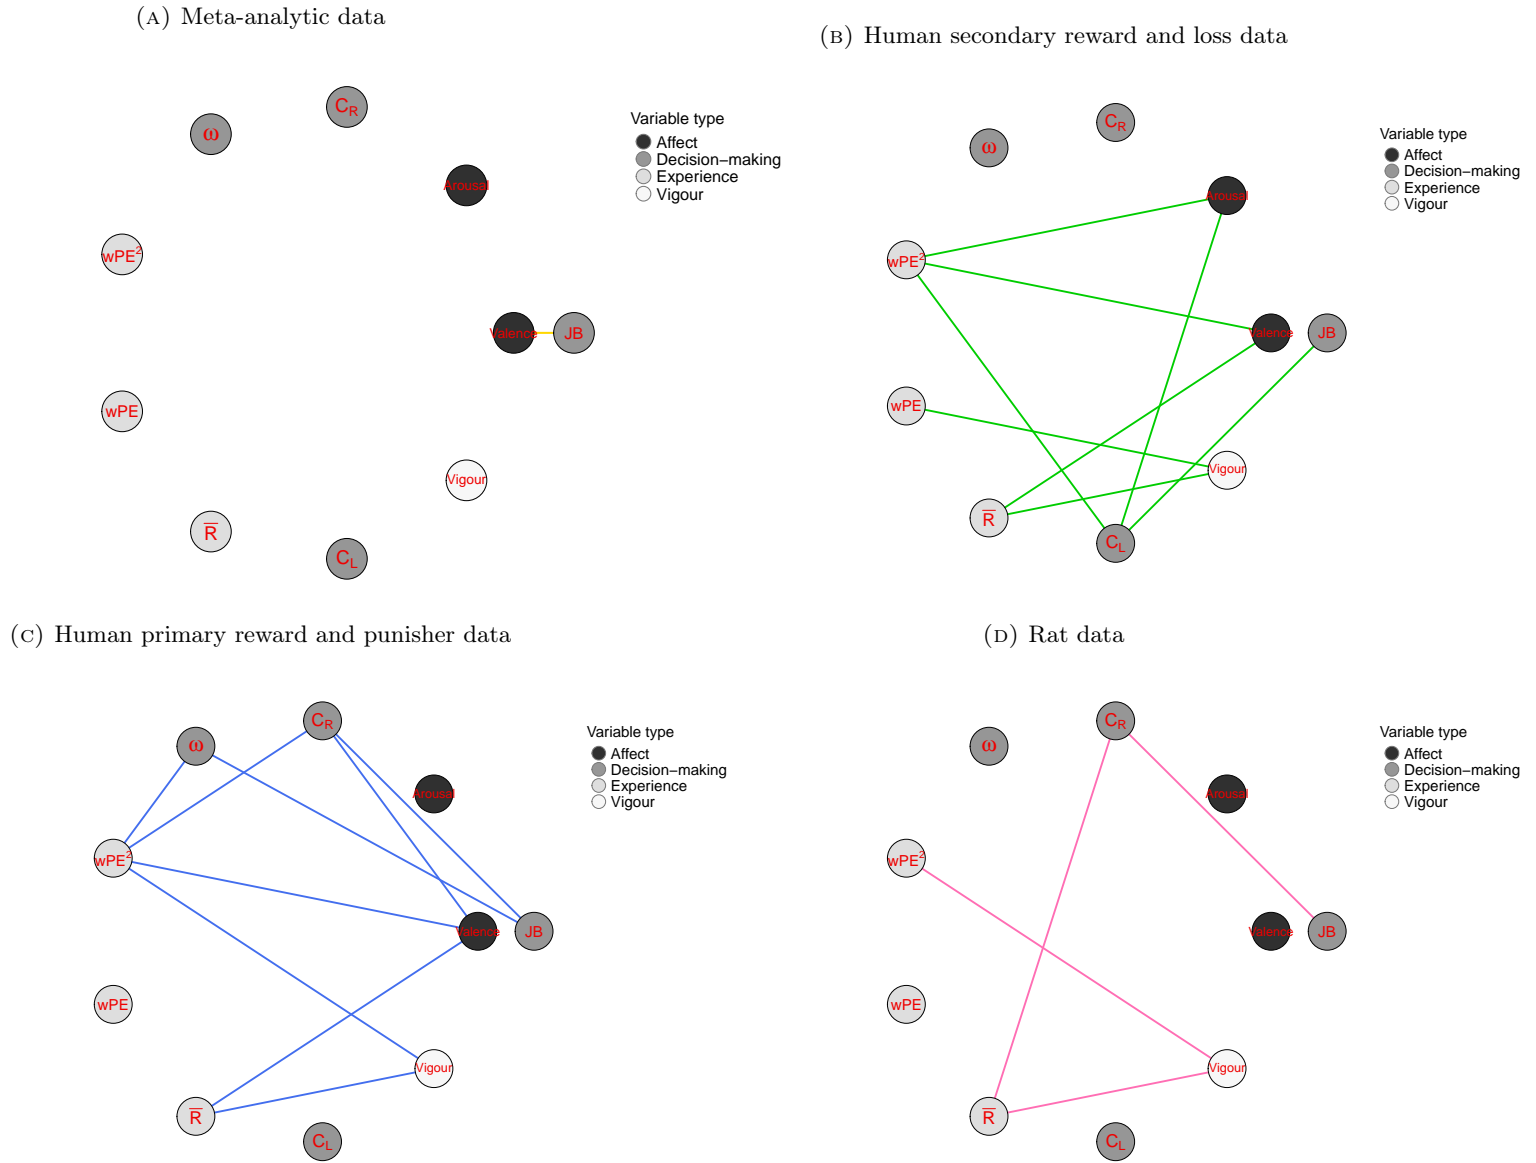 (A) Meta-analytic data
C_R
ω
Arousal
wPE²
Valence
JB
wPE
Vigour
R̅
C_L
Variable type
Affect
Decision−making
Experience
Vigour
(B) Human secondary reward and loss data
C_R
ω
Arousal
wPE²
Valence
JB
wPE
Vigour
R̅
C_L
Variable type
Affect
Decision−making
Experience
Vigour
(C) Human primary reward and punisher data
C_R
ω
Arousal
wPE²
Valence
JB
wPE
Vigour
R̅
C_L
Variable type
Affect
Decision−making
Experience
Vigour
(D) Rat data
C_R
ω
Arousal
wPE²
Valence
JB
wPE
Vigour
R̅
C_L
Variable type
Affect
Decision−making
Experience
Vigour